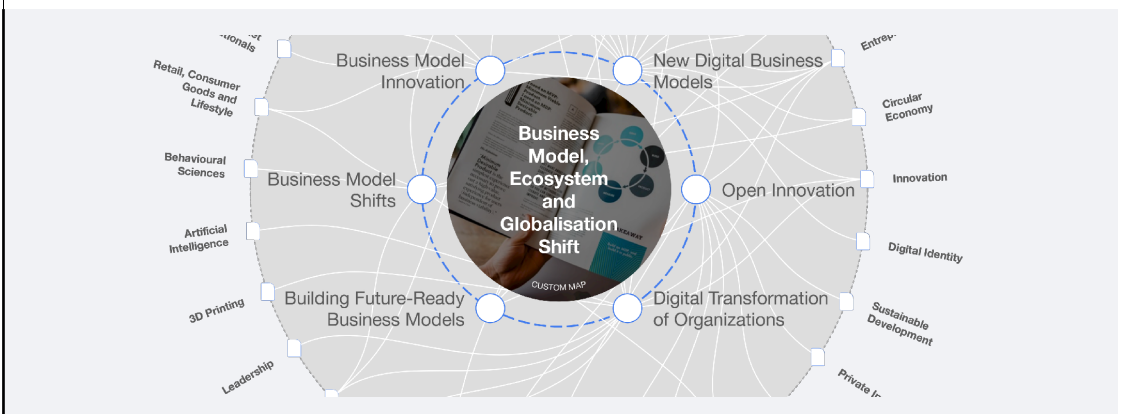 Business Model
Innovation
New Digital Business
Models
Retail, Consumer
Goods and
Lifestyle
Circular
Economy
Business
Model,
Ecosystem
and
Globalisation
Shift
CUSTOM MAP
Behavioural
Sciences
Business Model
Shifts
Open Innovation
Innovation
Artificial
Intelligence
Digital Identity
3D Printing
Building Future-Ready
Business Models
Digital Transformation
of Organizations
Sustainable
Development
Leadership
Private